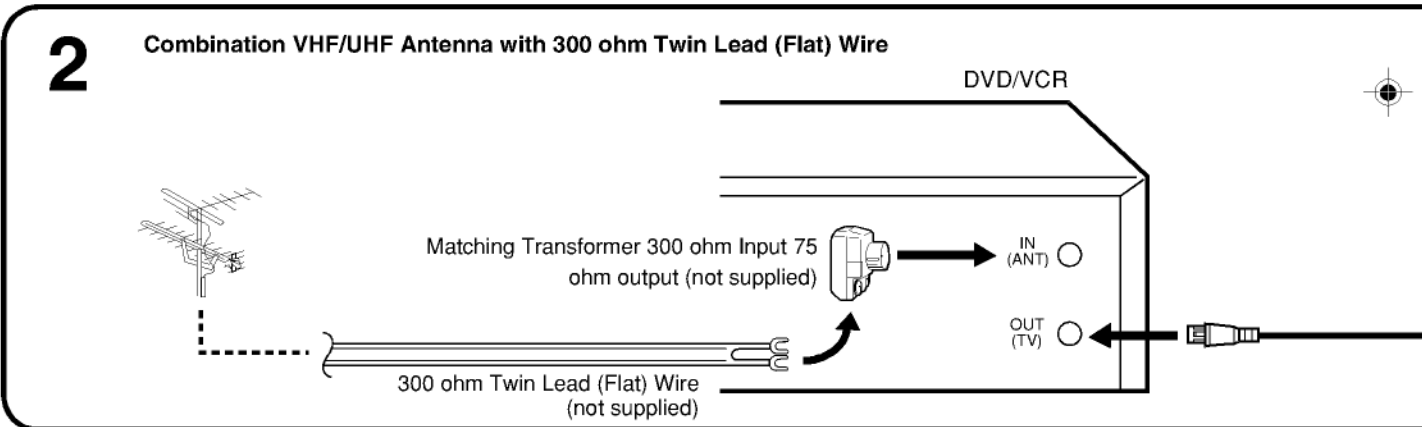 2
Combination VHF/UHF Antenna with 300 ohm Twin Lead (Flat) Wire
DVD/VCR
Matching Transformer 300 ohm Input 75
ohm output (not supplied)
IN
(ANT)
OUT
(TV)
300 ohm Twin Lead (Flat) Wire
(not supplied)